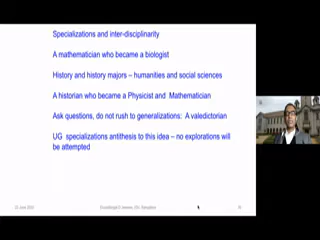 Specializations and inter-disciplinarity
A mathematician who became a biologist
History and history majors – humanities and social sciences
A historian who became a Physicist and Mathematician
Ask questions, do not rush to generalizations: A valedictorian
UG specializations antithesis to this idea – no explorations will
be attempted